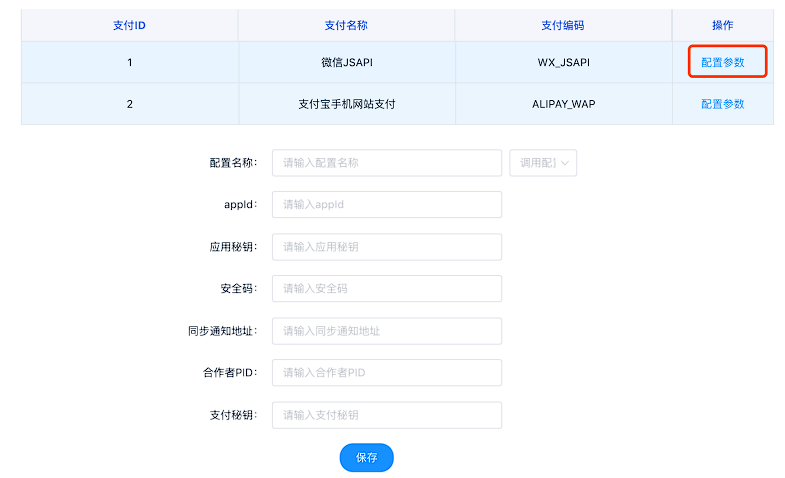 支付ID 支付名称 支付编码 操作
1 微信JSAPI WX_JSAPI 配置参数
2 支付宝手机网站支付 ALIPAY_WAP 配置参数
配置名称: 请输入配置名称 调用配
appId: 请输入appId
应用秘钥: 请输入应用秘钥
安全码: 请输入安全码
同步通知地址: 请输入同步通知地址
合作者PID: 请输入合作者PID
支付秘钥: 请输入支付秘钥
保存